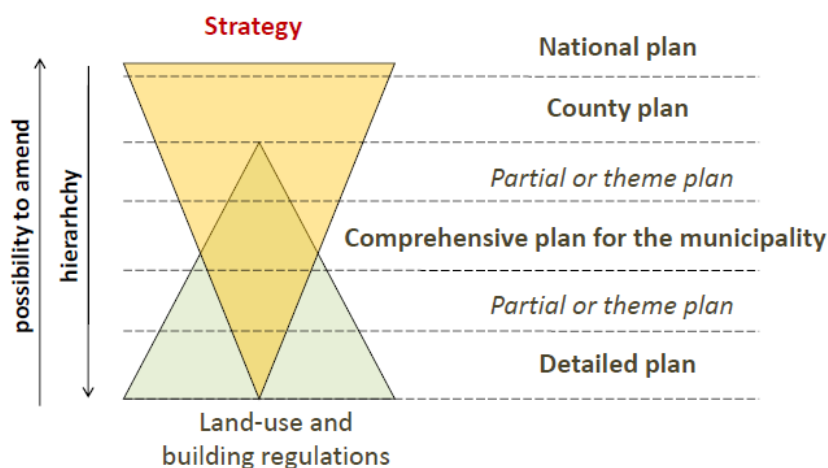 Strategy
National plan
County plan
Partial or theme plan
Comprehensive plan for the municipality
Partial or theme plan
Detailed plan
possibility to amend
hierarhchy
Land-use and
building regulations